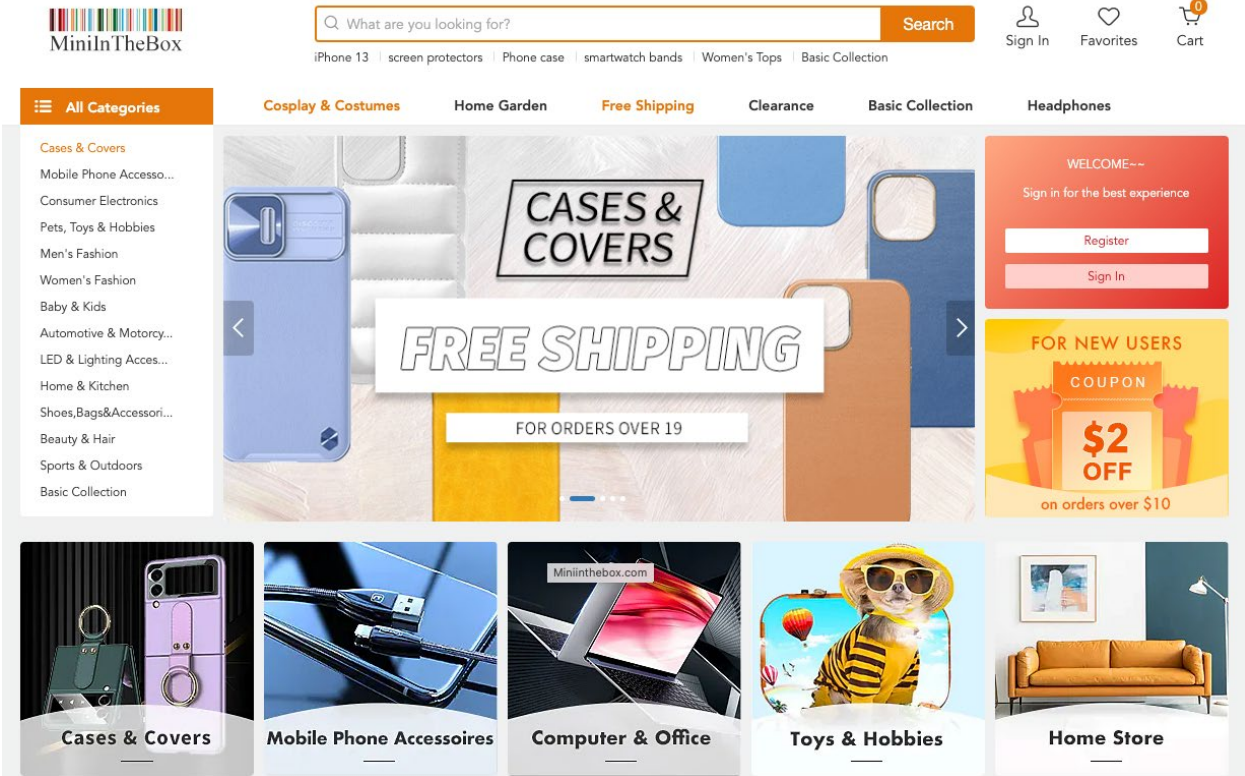 MiniInTheBox
What are you looking for?
Search
Sign In
Favorites
0
Cart
iPhone 13 screen protectors Phone case smartwatch bands Women's Tops Basic Collection
All Categories
Cosplay & Costumes
Home Garden
Free Shipping
Clearance
Basic Collection
Headphones
Cases & Covers
Mobile Phone Accesso...
Consumer Electronics
Pets, Toys & Hobbies
Men's Fashion
Women's Fashion
Baby & Kids
Automotive & Motorcy...
LED & Lighting Acces...
Home & Kitchen
Shoes,Bags&Accessori...
Beauty & Hair
Sports & Outdoors
Basic Collection
CASES &
COVERS
FREE SHIPPING
FOR ORDERS OVER 19
WELCOME~~
Sign in for the best experience
Register
Sign In
FOR NEW USERS
COUPON
$2
OFF
on orders over $10
Miniinthebox.com
Cases & Covers
Mobile Phone Accessoires
Computer & Office
Toys & Hobbies
Home Store